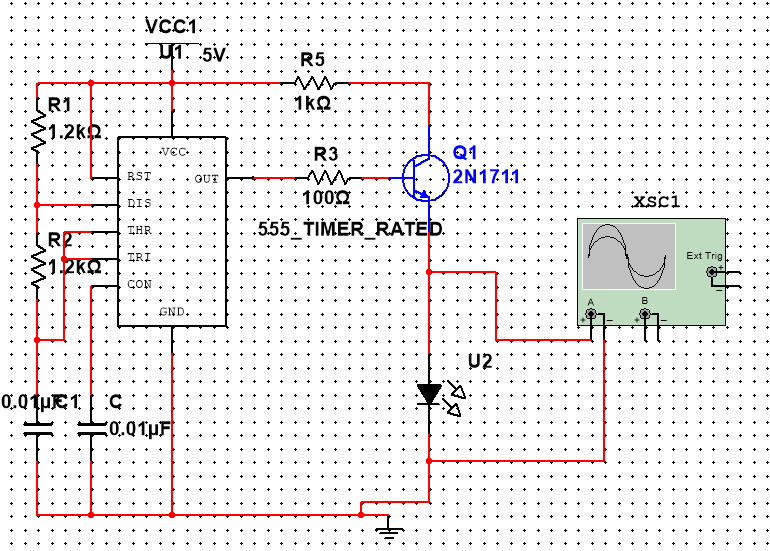 VCC1
5V
U1
R5
1kΩ
R1
1.2kΩ
VCC
R3
100Ω
Q1
2N1711
RST
OUT
DIS
THR
TRI
CON
GND
555_TIMER_RATED
R2
1.2kΩ
XSC1
Ext Trig
+
−
A
B
+ − + −
U2
0.01µF
C1
C
0.01µF